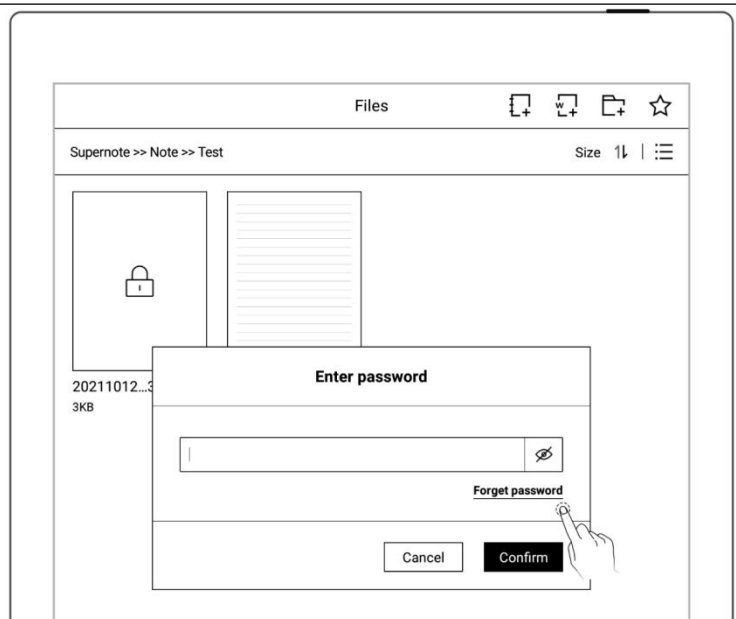 Files
Supernote >> Note >> Test
Size
20211012...3
3KB
Enter password
Forget password
Cancel
Confirm